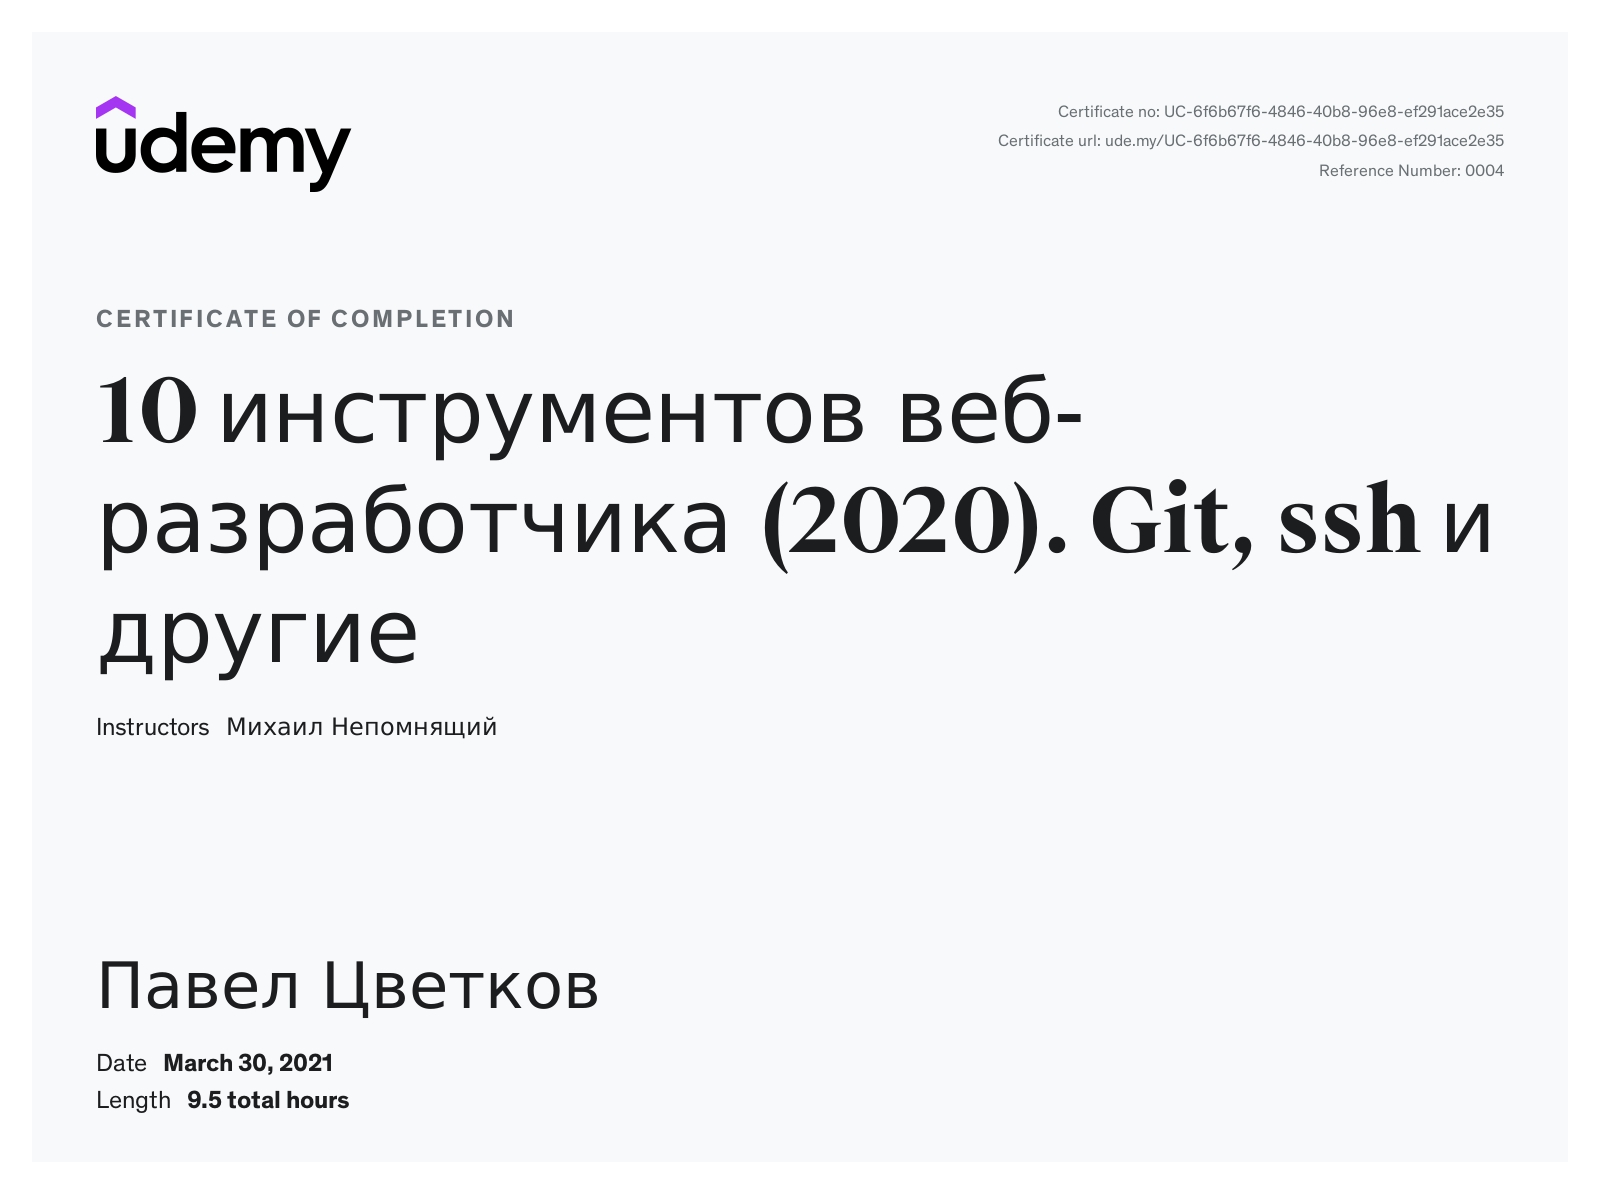 udemy
Certificate no: UC-6f6b67f6-4846-40b8-96e8-ef291ace2e35
Certificate url: ude.my/UC-6f6b67f6-4846-40b8-96e8-ef291ace2e35
Reference Number: 0004
CERTIFICATE OF COMPLETION
10 инструментов веб-
разработчика (2020). Git, ssh и
другие
Instructors Михаил Непомнящий
Павел Цветков
Date March 30, 2021
Length 9.5 total hours